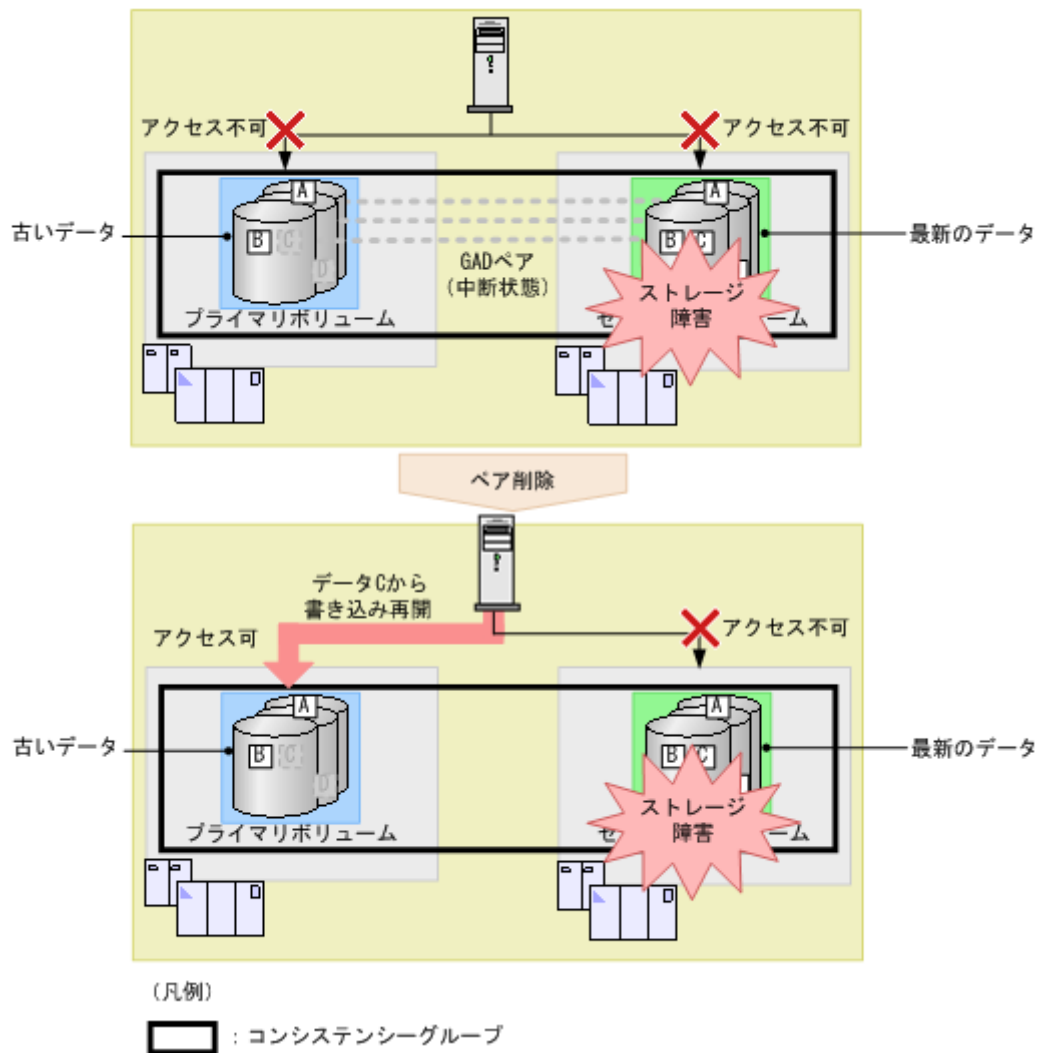 アクセス不可
アクセス不可
A
A
古いデータ
B
C
B
C
最新のデータ
D
GADペア
(中断状態)
ストレージ
障害
プライマリボリューム
セ
ーム
ペア削除
データCから
書き込み再開
アクセス可
アクセス不可
A
A
古いデータ
B
C
B
C
最新のデータ
D
ストレージ
障害
プライマリボリューム
セ
ーム
(凡例)
:コンシステンシーグループ